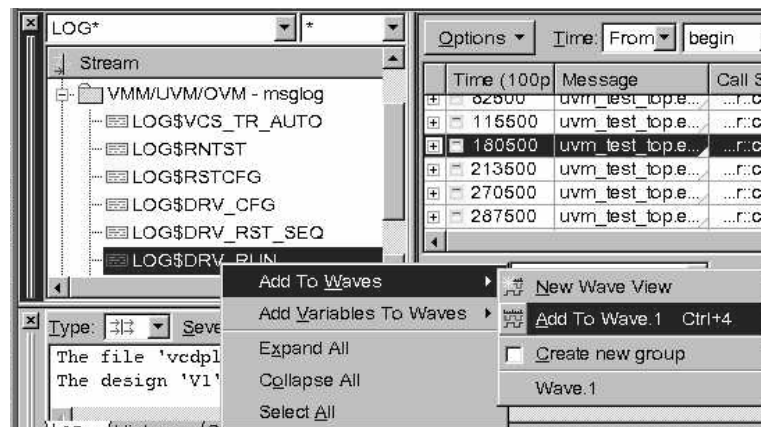 LOG*
*
Options
Time: From
begin
Stream
Time (100p
Message
Call S
VMM/UVM/OVM - msglog
LOG$VCS_TR_AUTO
LOG$RNTST
LOG$RSTCFG
LOG$DRV_CFG
LOG$DRV_RST_SEQ
LOG$DRV_RUN
82500 uvm_test_top.e... ...r::c
115500 uvm_test_top.e... ...r::c
180500 uvm_test_top.e... ...r::c
213500 uvm_test_top.e... ...r::c
270500 uvm_test_top.e... ...r::c
287500 uvm_test_top.e... ...r::c
Add To Waves
Add Variables To Waves
Expand All
Collapse All
Select All
New Wave View
Add To Wave.1 Ctrl+4
Create new group
Wave.1
Type:
Seve
The file 'vcdpl
The design 'V1'